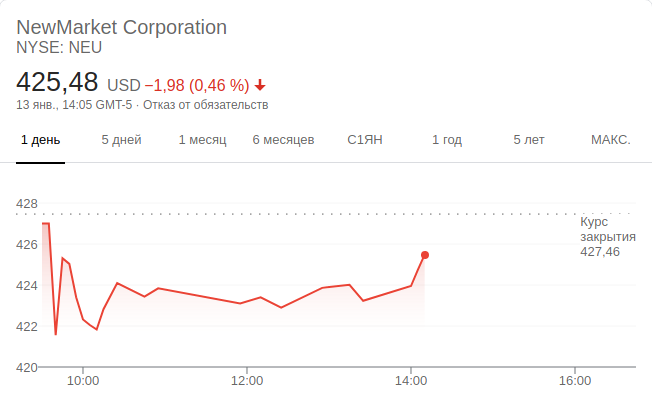 NewMarket Corporation
NYSE: NEU
425,48 USD −1,98 (0,46 %)
13 янв., 14:05 GMT-5 · Отказ от обязательств
1 день 5 дней 1 месяц 6 месяцев С1ЯН 1 год 5 лет МАКС.
428
Курс
закрытия
427,46
426
424
422
420
10:00 12:00 14:00 16:00